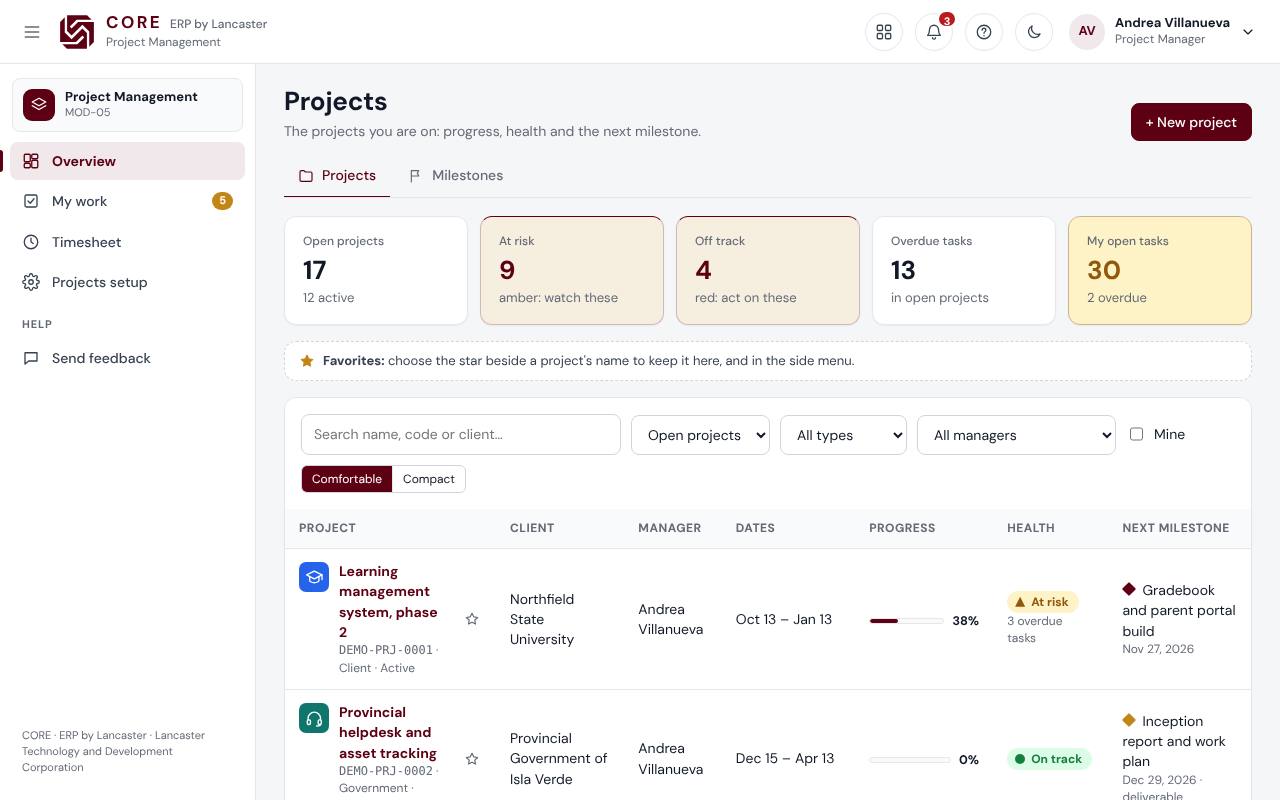 CORE ERP by Lancaster
Project Management
3
AV
Andrea Villanueva
Project Manager
Project Management
MOD-05
Overview
My work
5
Timesheet
Projects setup
HELP
Send feedback
CORE · ERP by Lancaster · Lancaster
Technology and Development
Corporation
Projects
The projects you are on: progress, health and the next milestone.
+ New project
Projects
Milestones
Open projects
17
12 active
At risk
9
amber: watch these
Off track
4
red: act on these
Overdue tasks
13
in open projects
My open tasks
30
2 overdue
Favorites: choose the star beside a project's name to keep it here, and in the side menu.
Search name, code or client...
Open projects
All types
All managers
Mine
Comfortable
Compact
PROJECT CLIENT MANAGER DATES PROGRESS HEALTH NEXT MILESTONE
Learning
management
system, phase
2
DEMO-PRJ-0001 ·
Client · Active
Northfield
State
University
Andrea
Villanueva
Oct 13 – Jan 13
38%
At risk
3 overdue
tasks
Gradebook
and parent portal
build
Nov 27, 2026
Provincial
helpdesk and
asset tracking
DEMO-PRJ-0002 ·
Government ·
Provincial
Government of
Isla Verde
Andrea
Villanueva
Dec 15 – Apr 13
0%
On track
Inception
report and work
plan
Dec 29, 2026 ·
deliverable